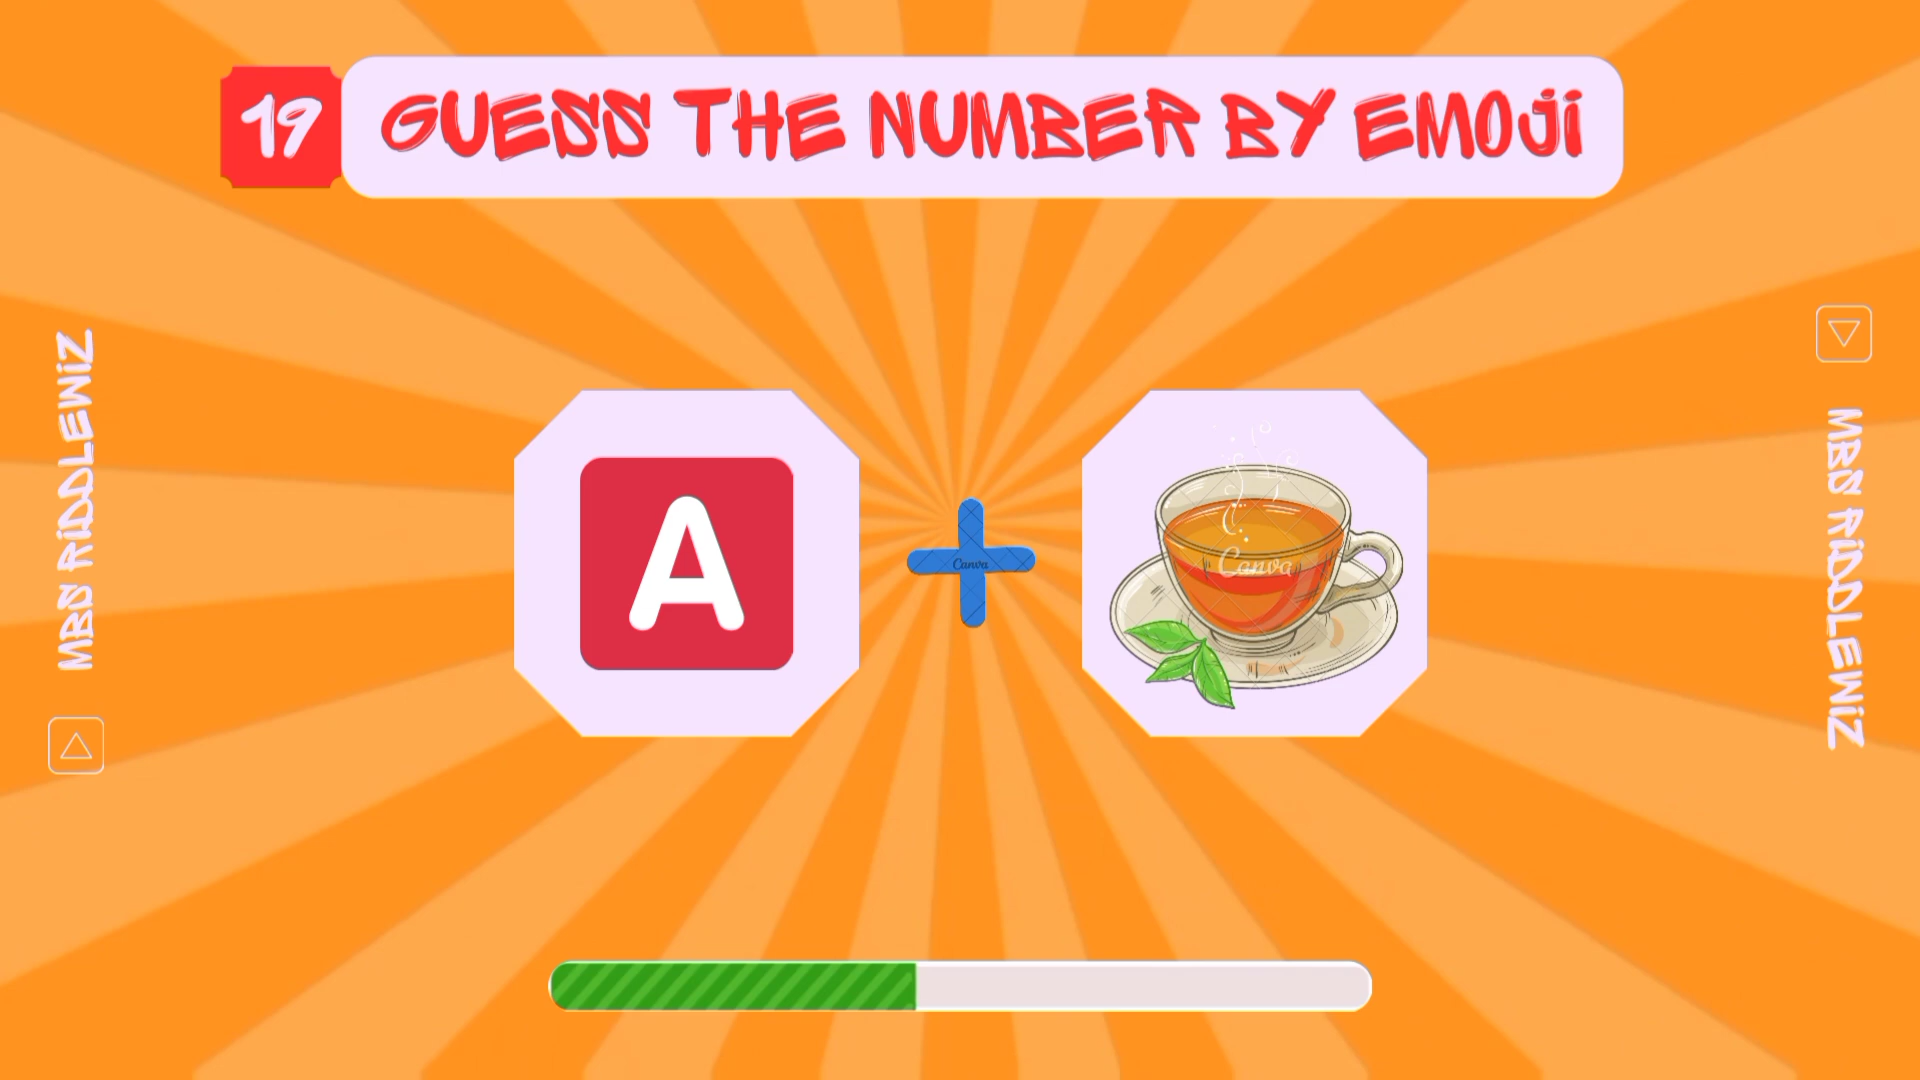 19
GUESS THE NUMBER BY EMOJI
MBS RIDDLEWIZ
A
Canva
Canva
MBS RIDDLEWIZ